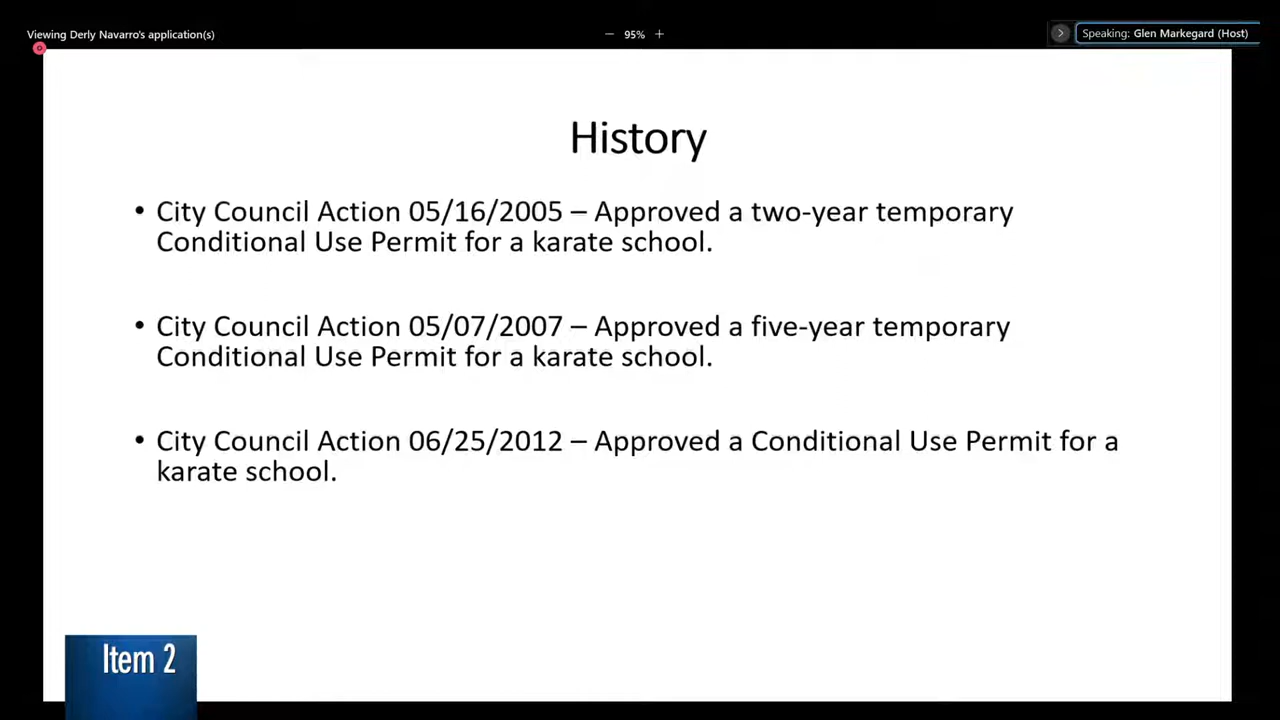 Viewing Derly Navarro's application(s)
− 95% +
Speaking: Glen Markegard (Host)
History
• City Council Action 05/16/2005 – Approved a two-year temporary
Conditional Use Permit for a karate school.
• City Council Action 05/07/2007 – Approved a five-year temporary
Conditional Use Permit for a karate school.
• City Council Action 06/25/2012 – Approved a Conditional Use Permit for a
karate school.
Item 2